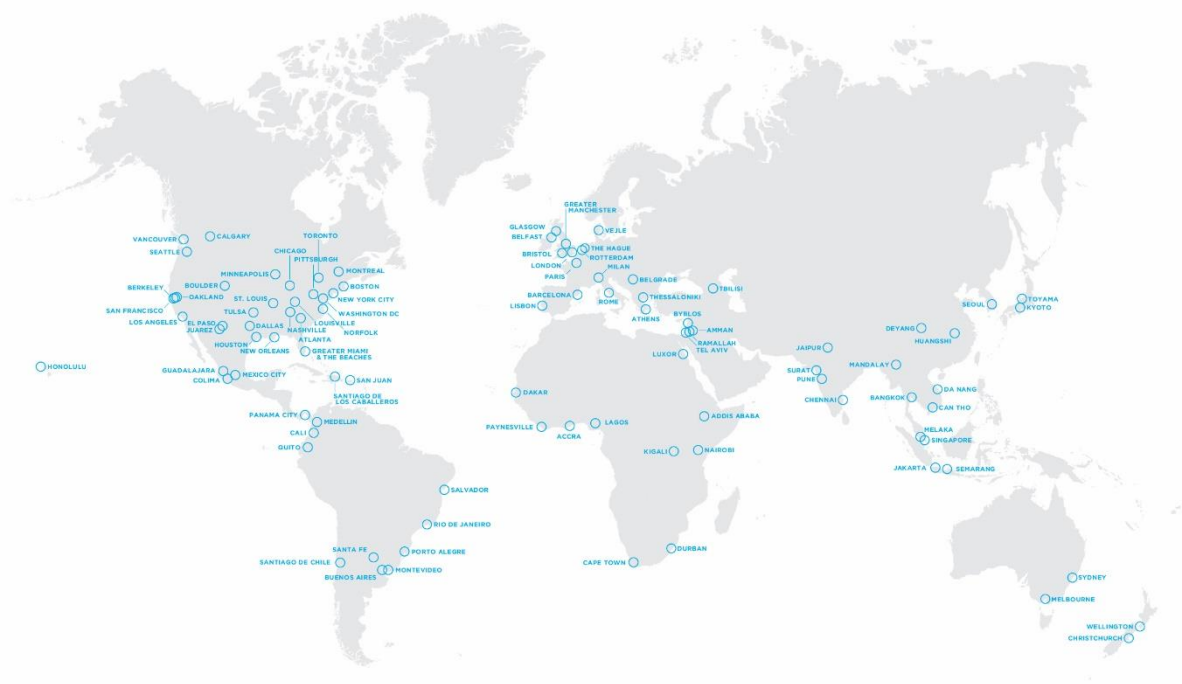 GREATER
MANCHESTER
GLASGOW
BELFAST
VEJLE
BRISTOL
THE HAGUE
ROTTERDAM
LONDON
PARIS
MILAN
BELGRADE
TBILISI
BARCELONA
ROME
THESSALONIKI
LISBON
ATHENS
BYBLOS
AMMAN
RAMALLAH
TEL AVIV
LUXOR
VANCOUVER
CALGARY
TORONTO
SEATTLE
CHICAGO
PITTSBURGH
MINNEAPOLIS
MONTREAL
BERKELEY
BOULDER
BOSTON
OAKLAND
ST. LOUIS
NEW YORK CITY
SAN FRANCISCO
TULSA
WASHINGTON DC
LOS ANGELES
EL PASO
JUAREZ
DALLAS
LOUISVILLE
NASHVILLE
NORFOLK
HOUSTON
ATLANTA
NEW ORLEANS
GREATER MIAMI
& THE BEACHES
HONOLULU
GUADALAJARA
MEXICO CITY
COLIMA
SAN JUAN
SANTIAGO DE
LOS CABALLEROS
PANAMA CITY
MEDELLIN
CALI
QUITO
SALVADOR
RIO DE JANEIRO
SANTA FE
PORTO ALEGRE
SANTIAGO DE CHILE
BUENOS AIRES
MONTEVIDEO
DAKAR
PAYNESVILLE
ACCRA
LAGOS
ADDIS ABABA
KIGALI
NAIROBI
DURBAN
CAPE TOWN
SEOUL
TOYAMA
KYOTO
DEYANG
HUANGSHI
JAIPUR
SURAT
MANDALAY
PUNE
CHENNAI
BANGKOK
DA NANG
CAN THO
MELAKA
SINGAPORE
JAKARTA
SEMARANG
SYDNEY
MELBOURNE
WELLINGTON
CHRISTCHURCH